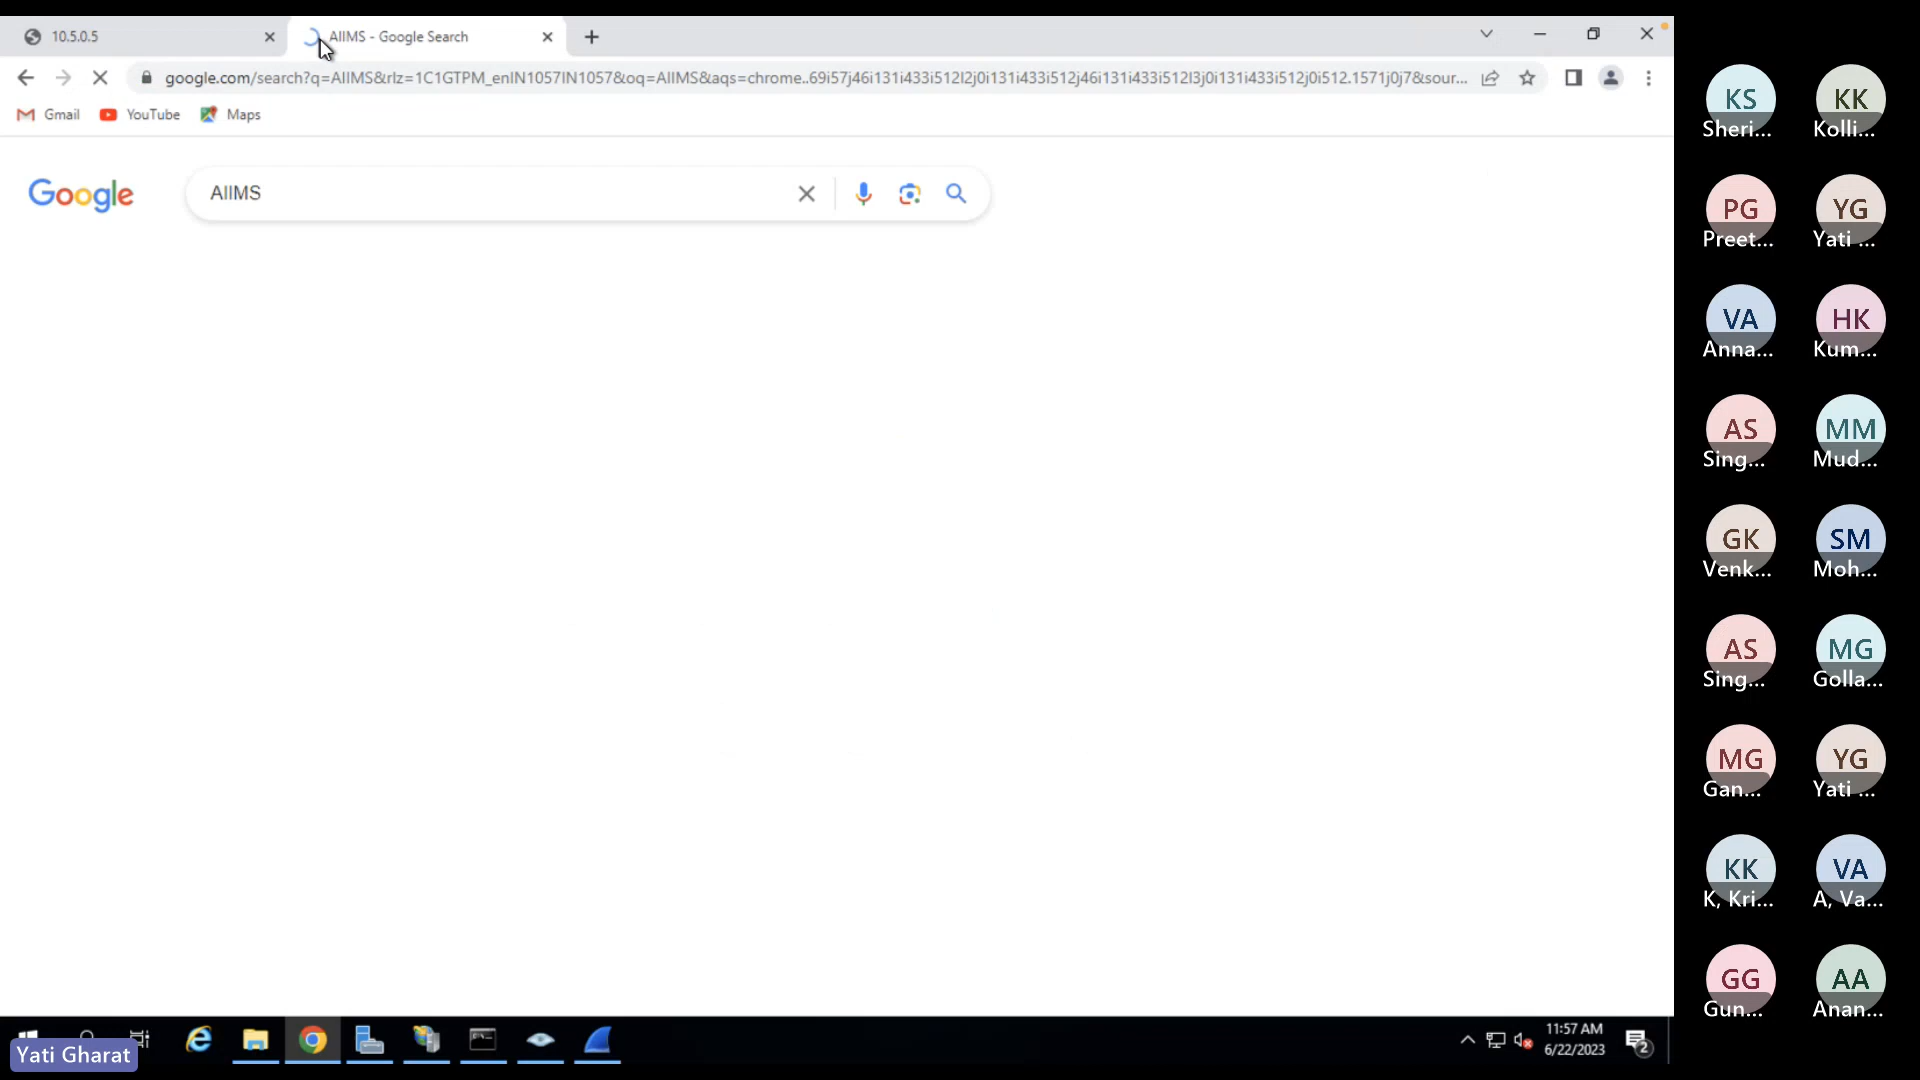 10.5.0.5
AIIMS - Google Search
google.com/search?q=AIIMS&rlz=1C1GTPM_enIN1057IN1057&oq=AIIMS&aqs=chrome..69i57j46i131i433i512l2j0i131i433i512j46i131i433i512l3j0i131i433i512j0i512.1571j0j7&sour...
Gmail
YouTube
Maps
Google
AIIMS
KS
Sheri...
KK
Kolli...
PG
Preet...
YG
Yati ...
VA
Anna...
HK
Kum...
AS
Sing...
MM
Mud...
GK
Venk...
SM
Moh...
AS
Sing...
MG
Golla...
MG
Gan...
YG
Yati ...
KK
K, Kri...
VA
A, Va...
GG
Gun...
AA
Anan...
Yati Gharat
11:57 AM
6/22/2023
2